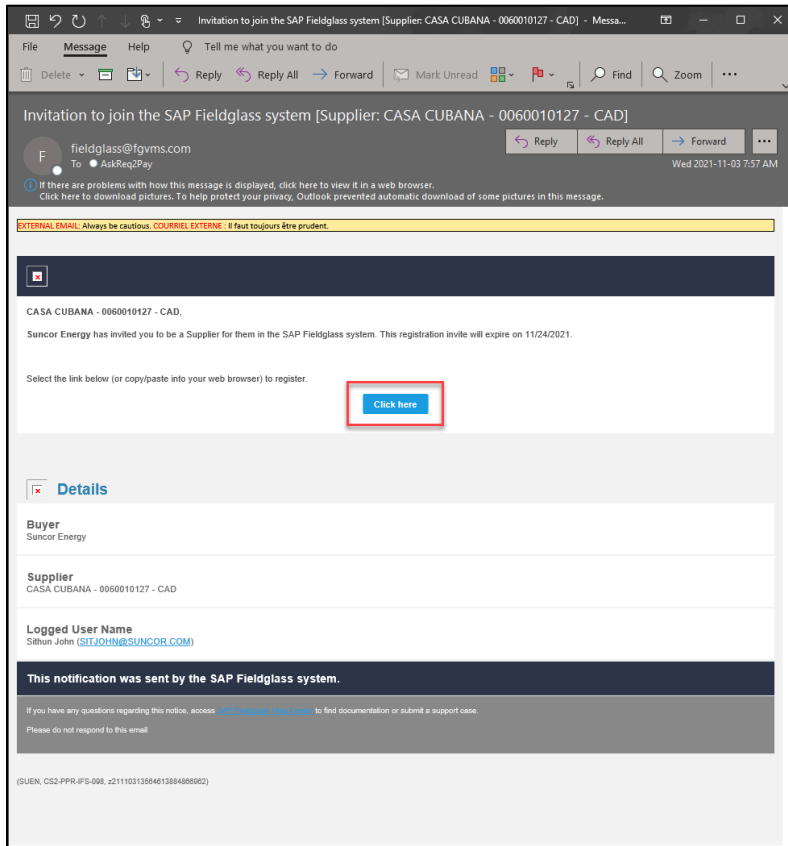 Invitation to join the SAP Fieldglass system [Supplier: CASA CUBANA - 0060010127 - CAD] - Messa...
File Message Help Tell me what you want to do
Delete Reply Reply All Forward Mark Unread Find Zoom
Invitation to join the SAP Fieldglass system [Supplier: CASA CUBANA - 0060010127 - CAD]
F
fieldglass@fgvms.com
To AskReq2Pay
Reply Reply All Forward
Wed 2021-11-03 7:57 AM
If there are problems with how this message is displayed, click here to view it in a web browser.
Click here to download pictures. To help protect your privacy, Outlook prevented automatic download of some pictures in this message.
EXTERNAL EMAIL: Always be cautious. COURRIEL EXTERNE : Il faut toujours être prudent.
CASA CUBANA - 0060010127 - CAD,
Suncor Energy has invited you to be a Supplier for them in the SAP Fieldglass system. This registration invite will expire on 11/24/2021.
Select the link below (or copy/paste into your web browser) to register.
Click here
Details
Buyer
Suncor Energy
Supplier
CASA CUBANA - 0060010127 - CAD
Logged User Name
Sithun John (SITJOHN@SUNCOR.COM)
This notification was sent by the SAP Fieldglass system.
If you have any questions regarding this notice, access to find documentation or submit a support case.
Please do not respond to this email
(SUEN, CS2-PPR-IFS-098, z21110313564613884866962)